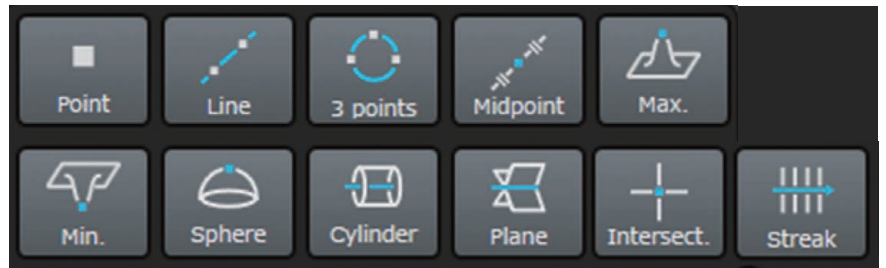 Point
Line
3 points
Midpoint
Max.
Min.
Sphere
Cylinder
Plane
Intersect.
Streak